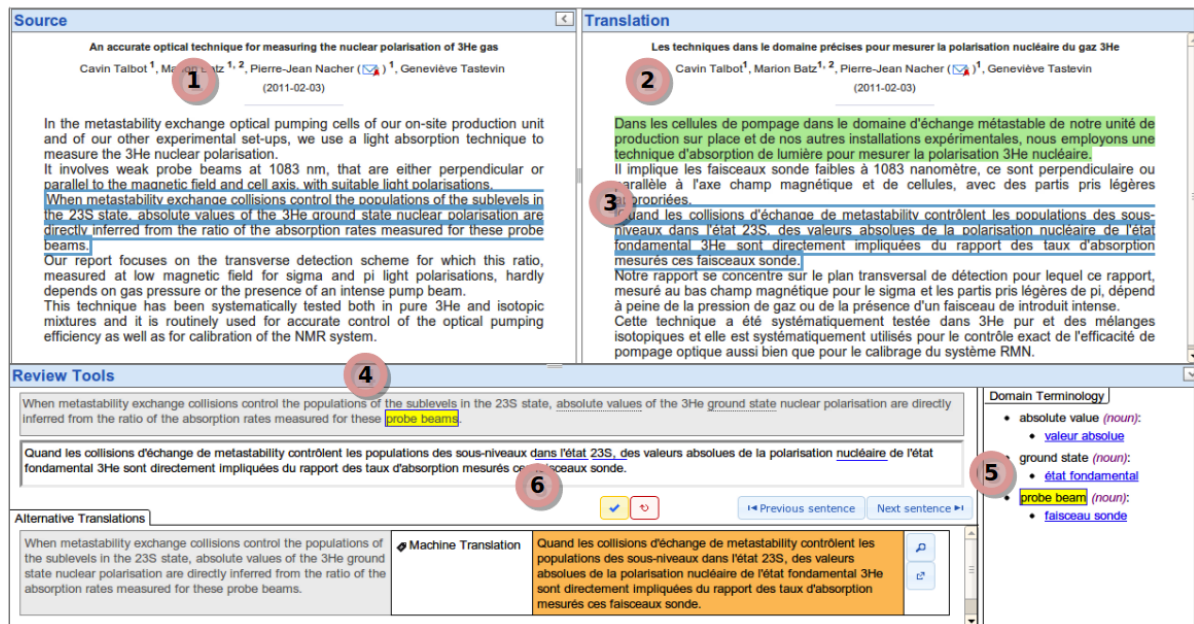 Source
An accurate optical technique for measuring the nuclear polarisation of 3He gas
Cavin Talbot 1, Marion Batz 1, 2, Pierre-Jean Nacher ( ) 1, Geneviève Tastevin
(2011-02-03)
1
In the metastability exchange optical pumping cells of our on-site production unit
and of our other experimental set-ups, we use a light absorption technique to
measure the 3He nuclear polarisation.
It involves weak probe beams at 1083 nm, that are either perpendicular or
parallel to the magnetic field and cell axis, with suitable light polarisations.
When metastability exchange collisions control the populations of the sublevels in
the 23S state, absolute values of the 3He ground state nuclear polarisation are
directly inferred from the ratio of the absorption rates measured for these probe
beams.
Our report focuses on the transverse detection scheme for which this ratio,
measured at low magnetic field for sigma and pi light polarisations, hardly
depends on gas pressure or the presence of an intense pump beam.
This technique has been systematically tested both in pure 3He and isotopic
mixtures and it is routinely used for accurate control of the optical pumping
efficiency as well as for calibration of the NMR system.
Translation
Les techniques dans le domaine précises pour mesurer la polarisation nucléaire du gaz 3He
Cavin Talbot1, Marion Batz1, 2, Pierre-Jean Nacher ( )1, Geneviève Tastevin
(2011-02-03)
2
Dans les cellules de pompage dans le domaine d'échange métastable de notre unité de
production sur place et de nos autres installations expérimentales, nous employons une
technique d'absorption de lumière pour mesurer la polarisation 3He nucléaire.
Il implique les faisceaux sonde faibles à 1083 nanomètre, ce sont perpendiculaire ou
parallèle à l'axe champ magnétique et de cellules, avec des partis pris légères
appropriées.
3
Quand les collisions d'échange de metastability contrôlent les populations des sous-
niveaux dans l'état 23S, des valeurs absolues de la polarisation nucléaire de l'état
fondamental 3He sont directement impliquées du rapport des taux d'absorption
mesurés ces faisceaux sonde.
Notre rapport se concentre sur le plan transversal de détection pour lequel ce rapport,
mesuré au bas champ magnétique pour le sigma et les partis pris légères de pi, dépend
à peine de la pression de gaz ou de la présence d'un faisceau de introduit intense.
Cette technique a été systématiquement testée dans 3He pur et des mélanges
isotopiques et elle est systématiquement utilisés pour le contrôle exact de l'efficacité de
pompage optique aussi bien que pour le calibrage du système RMN.
Review Tools
4
When metastability exchange collisions control the populations of the sublevels in the 23S state, absolute values of the 3He ground state nuclear polarisation are directly
inferred from the ratio of the absorption rates measured for these probe beams.
Quand les collisions d'échange de metastability contrôlent les populations des sous-niveaux dans l'état 23S, des valeurs absolues de la polarisation nucléaire de l'état
fondamental 3He sont directement impliquées du rapport des taux d'absorption mesurés ces faisceaux sonde.
6
Previous sentence
Next sentence
Alternative Translations
When metastability exchange collisions control the populations of
the sublevels in the 23S state, absolute values of the 3He ground
state nuclear polarisation are directly inferred from the ratio of the
absorption rates measured for these probe beams.
Machine Translation
Quand les collisions d'échange de metastability contrôlent les
populations des sous-niveaux dans l'état 23S, des valeurs
absolues de la polarisation nucléaire de l'état fondamental 3He
sont directement impliquées du rapport des taux d'absorption
mesurés ces faisceaux sonde.
Domain Terminology
absolute value (noun):
valeur absolue
ground state (noun):
5
état fondamental
probe beam (noun):
faisceau sonde